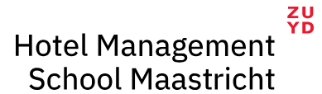 ZU
YD
Hotel Management
School Maastricht